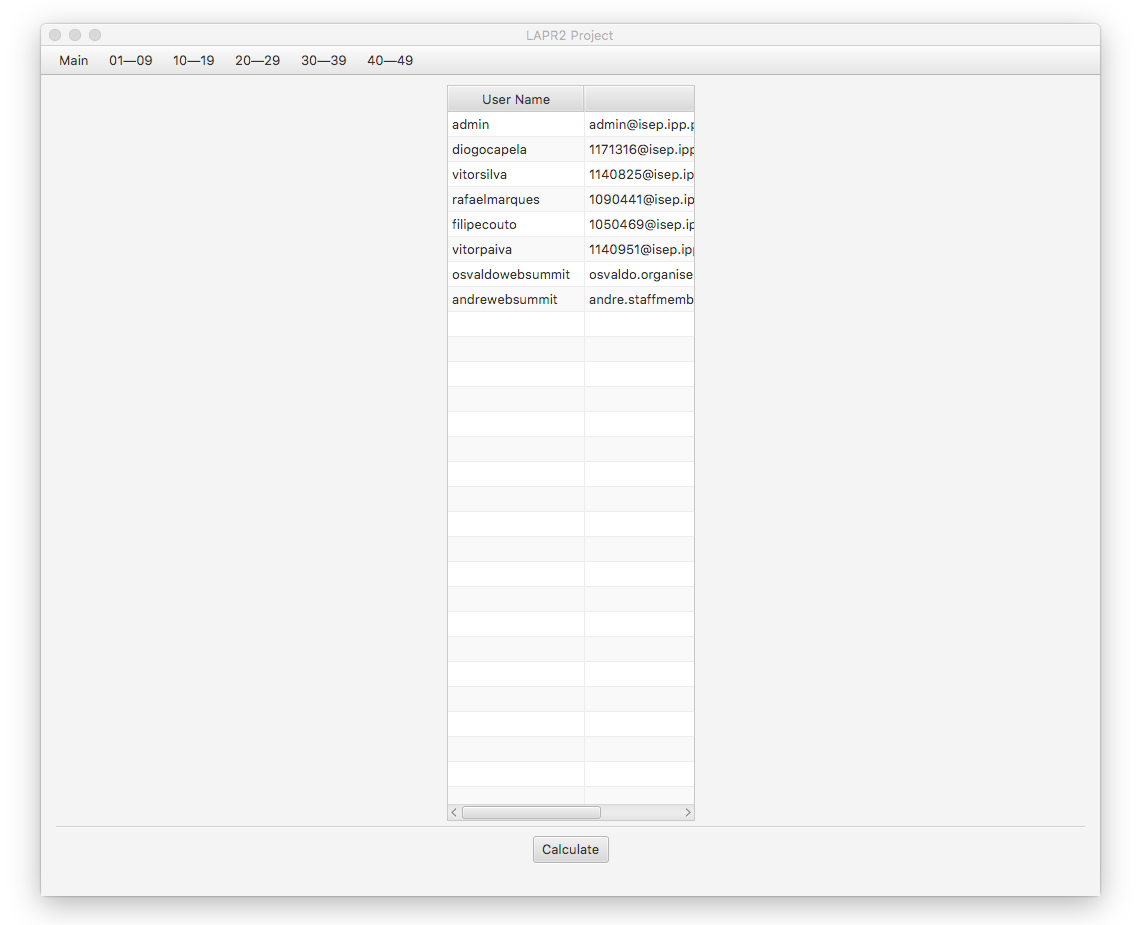 LAPR2 Project
Main 01—09 10—19 20—29 30—39 40—49
User Name
admin admin@isep.ipp.p
diogocapela 1171316@isep.ipp
vitorsilva 1140825@isep.ip
rafaelmarques 1090441@isep.ip
filipecouto 1050469@isep.ip
vitorpaiva 1140951@isep.ipp
osvaldowebsummit osvaldo.organise
andrewebsummit andre.staffmemb
Calculate